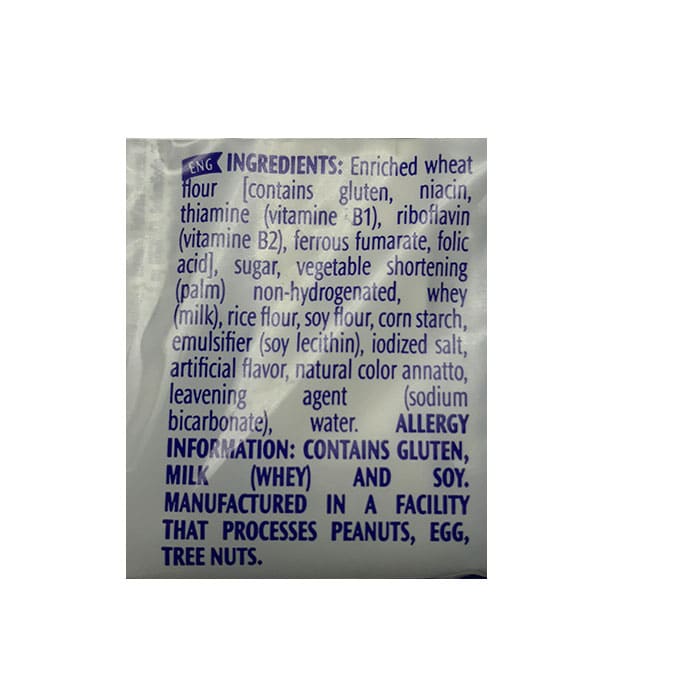 ENG INGREDIENTS: Enriched wheat
flour [contains gluten, niacin,
thiamine (vitamine B1), riboflavin
(vitamine B2), ferrous fumarate, folic
acid], sugar, vegetable shortening
(palm) non-hydrogenated, whey
(milk), rice flour, soy flour, corn starch,
emulsifier (soy lecithin), iodized salt,
artificial flavor, natural color annatto,
leavening agent (sodium
bicarbonate), water. ALLERGY
INFORMATION: CONTAINS GLUTEN,
MILK (WHEY) AND SOY.
MANUFACTURED IN A FACILITY
THAT PROCESSES PEANUTS, EGG,
TREE NUTS.